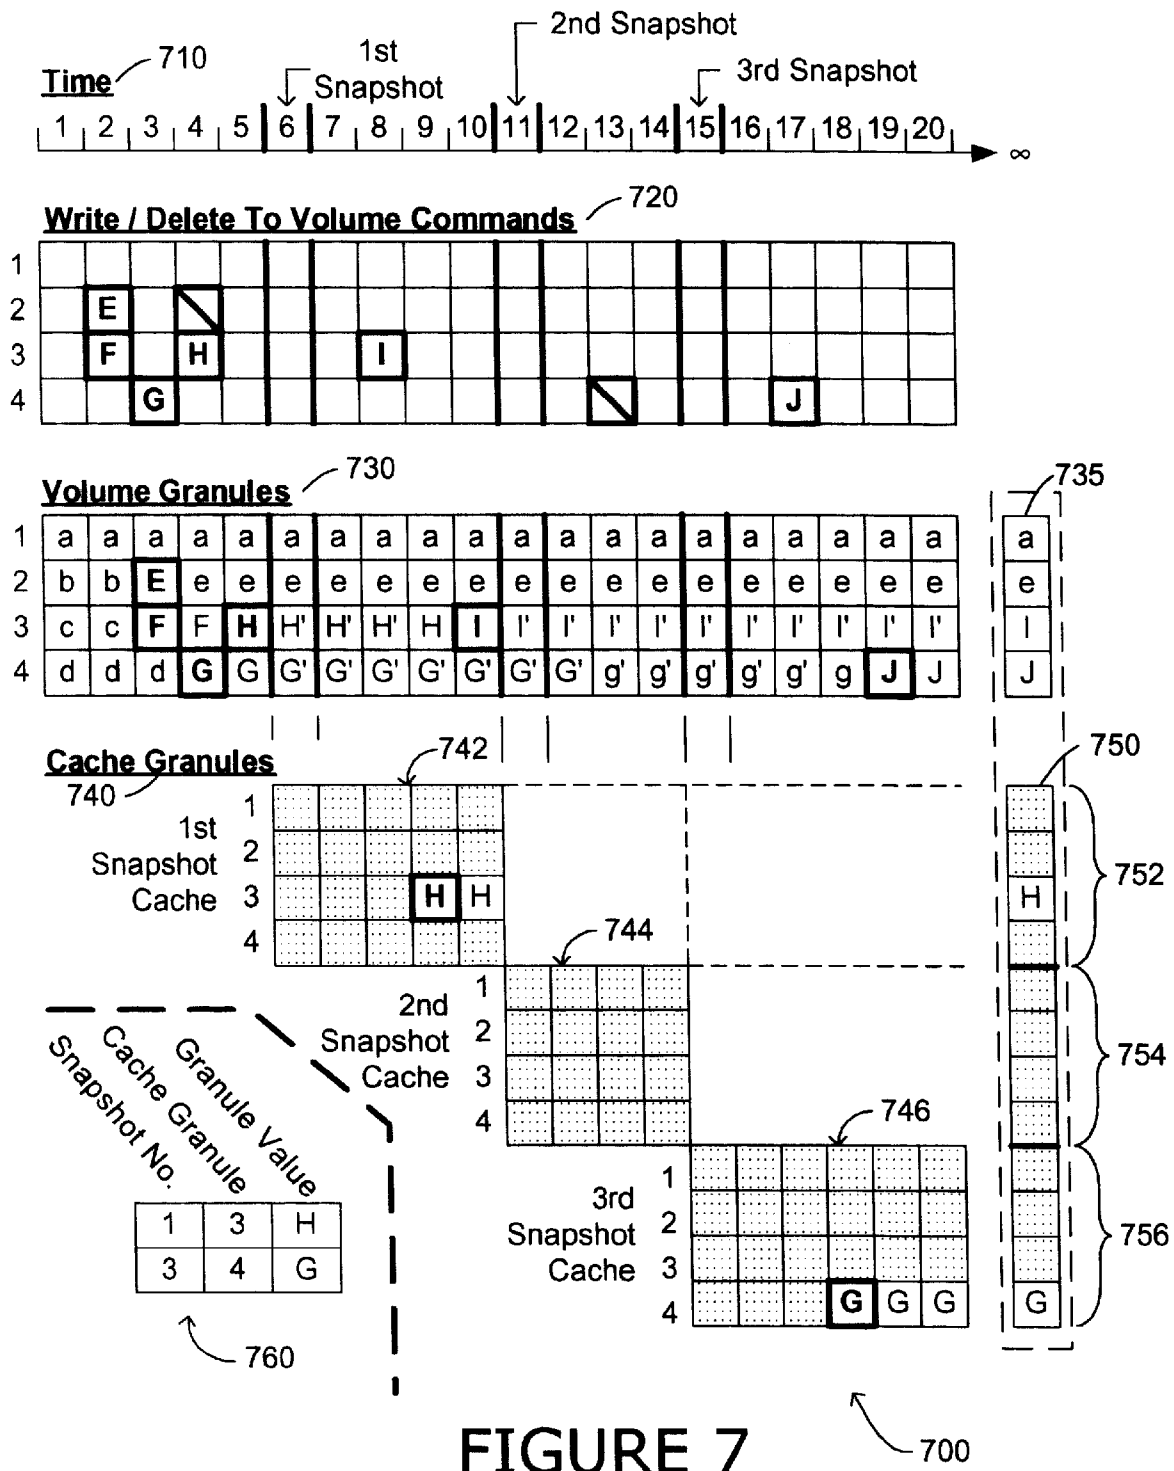 2nd Snapshot
710
1st Snapshot
3rd Snapshot
Time
1 2 3 4 5 6 7 8 9 10 11 12 13 14 15 16 17 18 19 20 ∞
Write / Delete To Volume Commands 720
1
2 E
3 F H I
4 G J
Volume Granules 730
735
1 a a a a a a a a a a a a a a a a a a a a a
2 b b E e e e e e e e e e e e e e e e e e e
3 c c F F H H' H' H' H I I' I' I' I' I' I' I' I' I' I' I
4 d d d G G G' G' G' G' G' G' G' g' g' g' g' g' g J J J
Cache Granules
740
742
750
1st Snapshot Cache
1
2
3 H H H
4
752
744
2nd Snapshot Cache
1
2
3
4
754
746
3rd Snapshot Cache
1
2
3
4 G G G G
756
Snapshot No.
Cache Granule
Granule Value
1 3 H
3 4 G
760
700
FIGURE 7